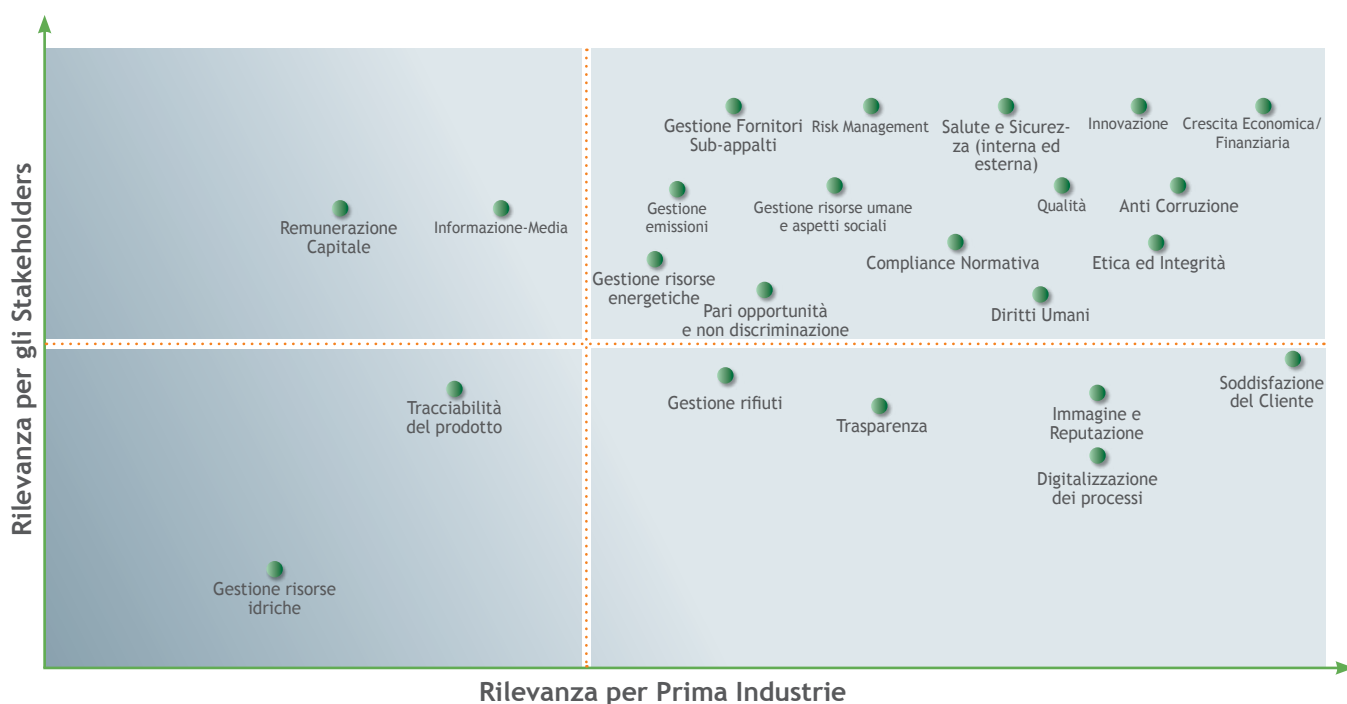 Rilevanza per gli Stakeholders
Gestione Fornitori
Sub-appalti
Risk Management
Salute e Sicurez-
za (interna ed
esterna)
Innovazione
Crescita Economica/
Finanziaria
Remunerazione
Capitale
Informazione-Media
Gestione
emissioni
Gestione risorse umane
e aspetti sociali
Qualità
Anti Corruzione
Gestione risorse
energetiche
Compliance Normativa
Etica ed Integrità
Pari opportunità
e non discriminazione
Diritti Umani
Tracciabilità
del prodotto
Gestione rifiuti
Trasparenza
Immagine e
Reputazione
Soddisfazione
del Cliente
Digitalizzazione
dei processi
Gestione risorse
idriche
Rilevanza per Prima Industrie